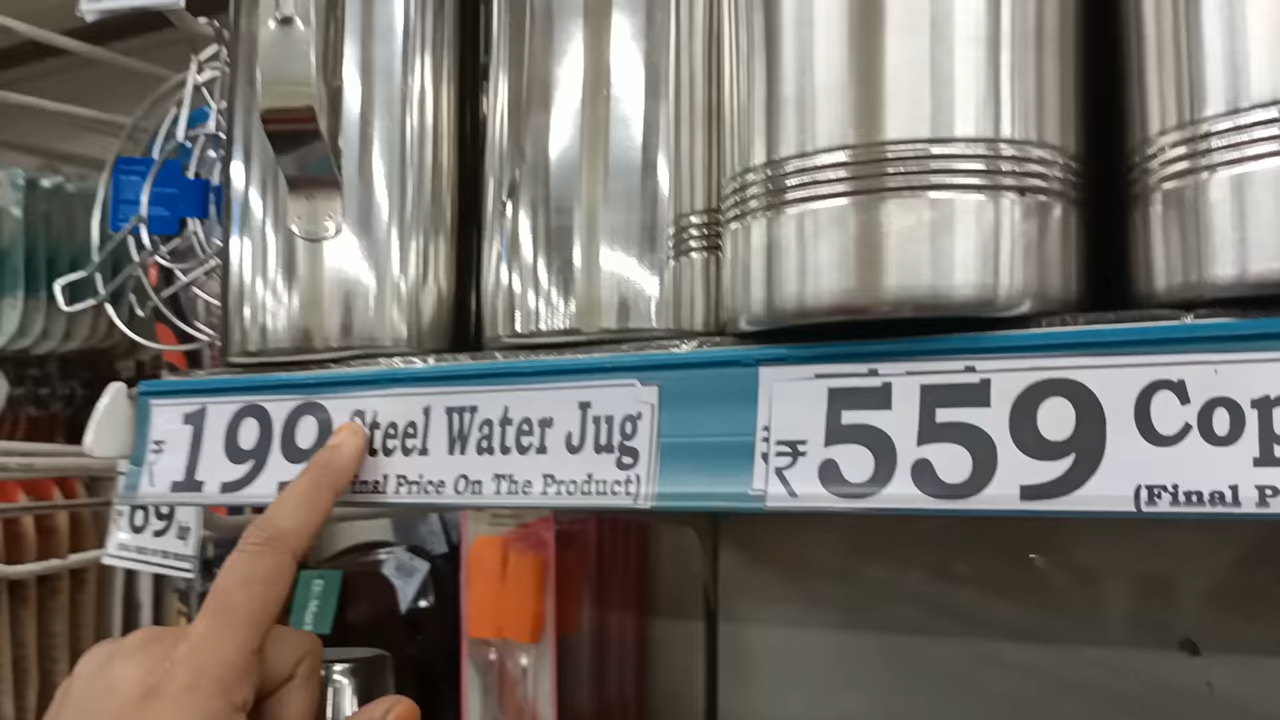 ₹ 199 Steel Water Jug
inal Price On The Product)
₹559 Cop
(Final P
69